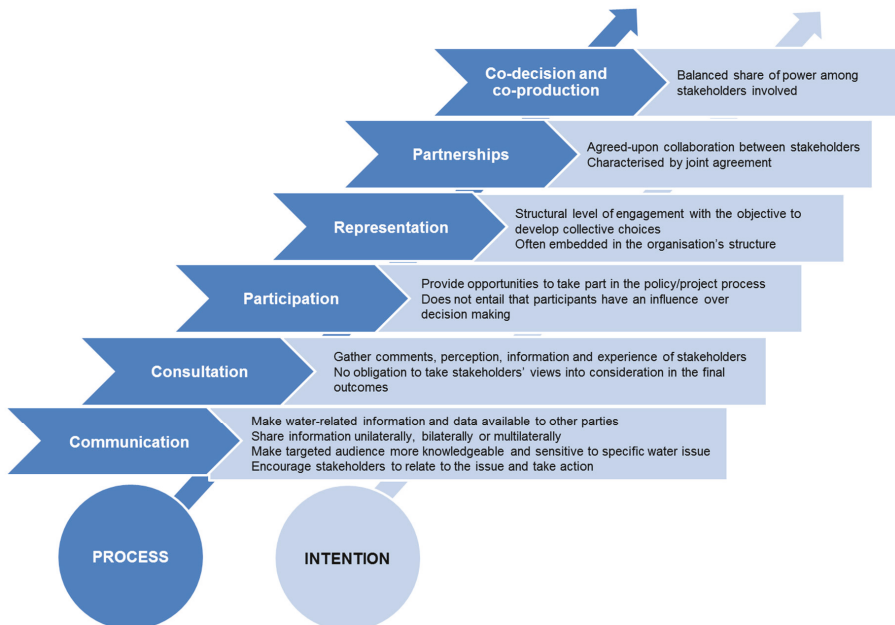 Co-decision and
co-production
Balanced share of power among
stakeholders involved
Partnerships
Agreed-upon collaboration between stakeholders
Characterised by joint agreement
Representation
Structural level of engagement with the objective to
develop collective choices
Often embedded in the organisation's structure
Participation
Provide opportunities to take part in the policy/project process
Does not entail that participants have an influence over
decision making
Consultation
Gather comments, perception, information and experience of stakeholders
No obligation to take stakeholders' views into consideration in the final
outcomes
Communication
Make water-related information and data available to other parties
Share information unilaterally, bilaterally or multilaterally
Make targeted audience more knowledgeable and sensitive to specific water issue
Encourage stakeholders to relate to the issue and take action
PROCESS
INTENTION